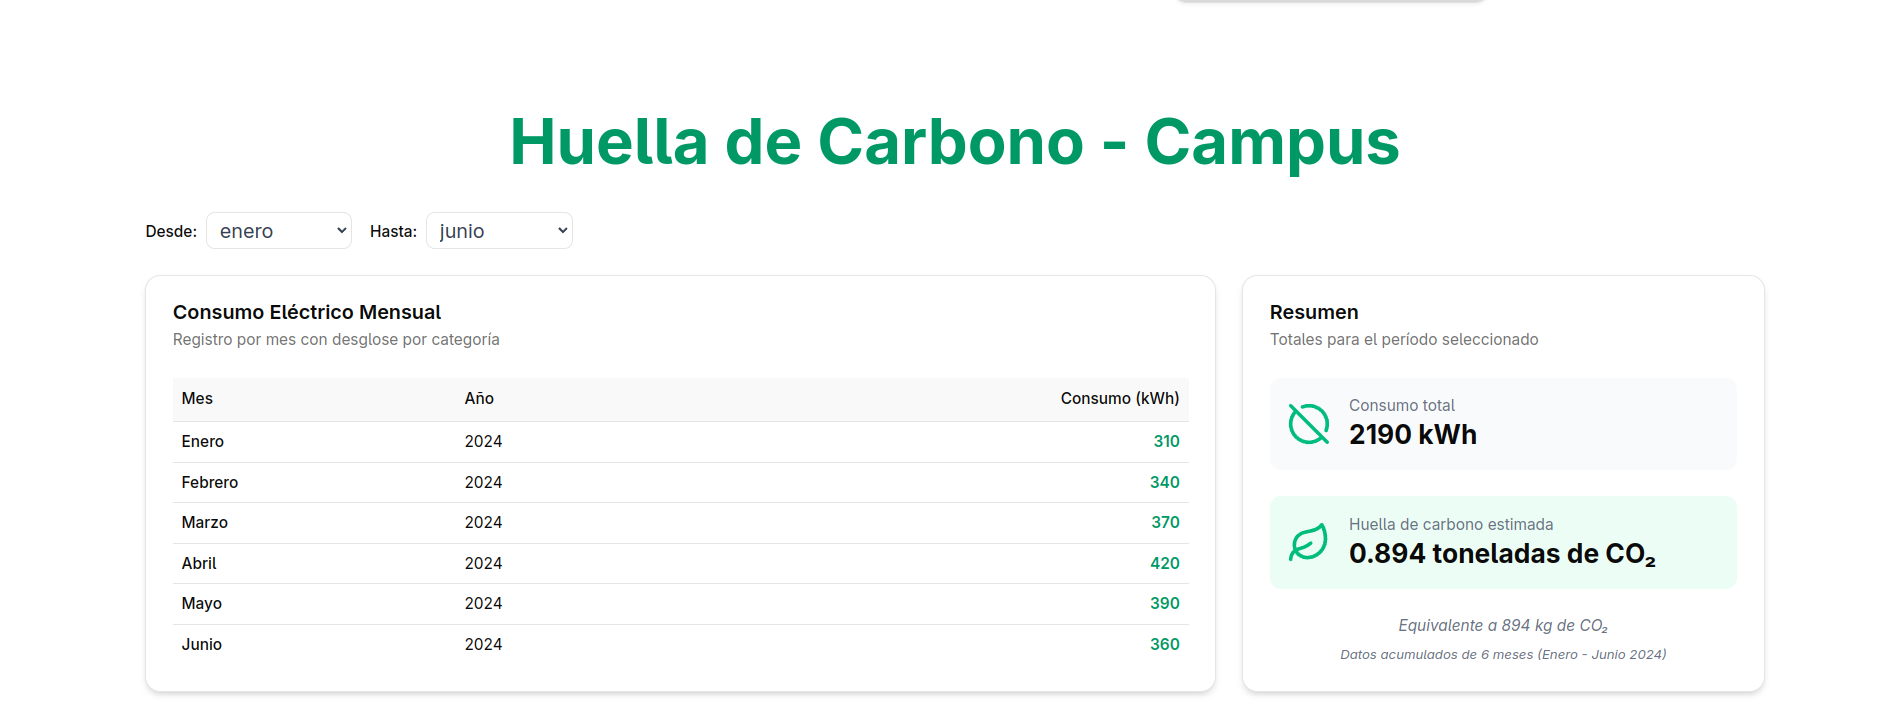 Huella de Carbono - Campus
Desde: enero Hasta: junio
Consumo Eléctrico Mensual
Registro por mes con desglose por categoría
Mes Año Consumo (kWh)
Enero 2024 310
Febrero 2024 340
Marzo 2024 370
Abril 2024 420
Mayo 2024 390
Junio 2024 360
Resumen
Totales para el período seleccionado
Consumo total
2190 kWh
Huella de carbono estimada
0.894 toneladas de CO₂
Equivalente a 894 kg de CO₂
Datos acumulados de 6 meses (Enero - Junio 2024)